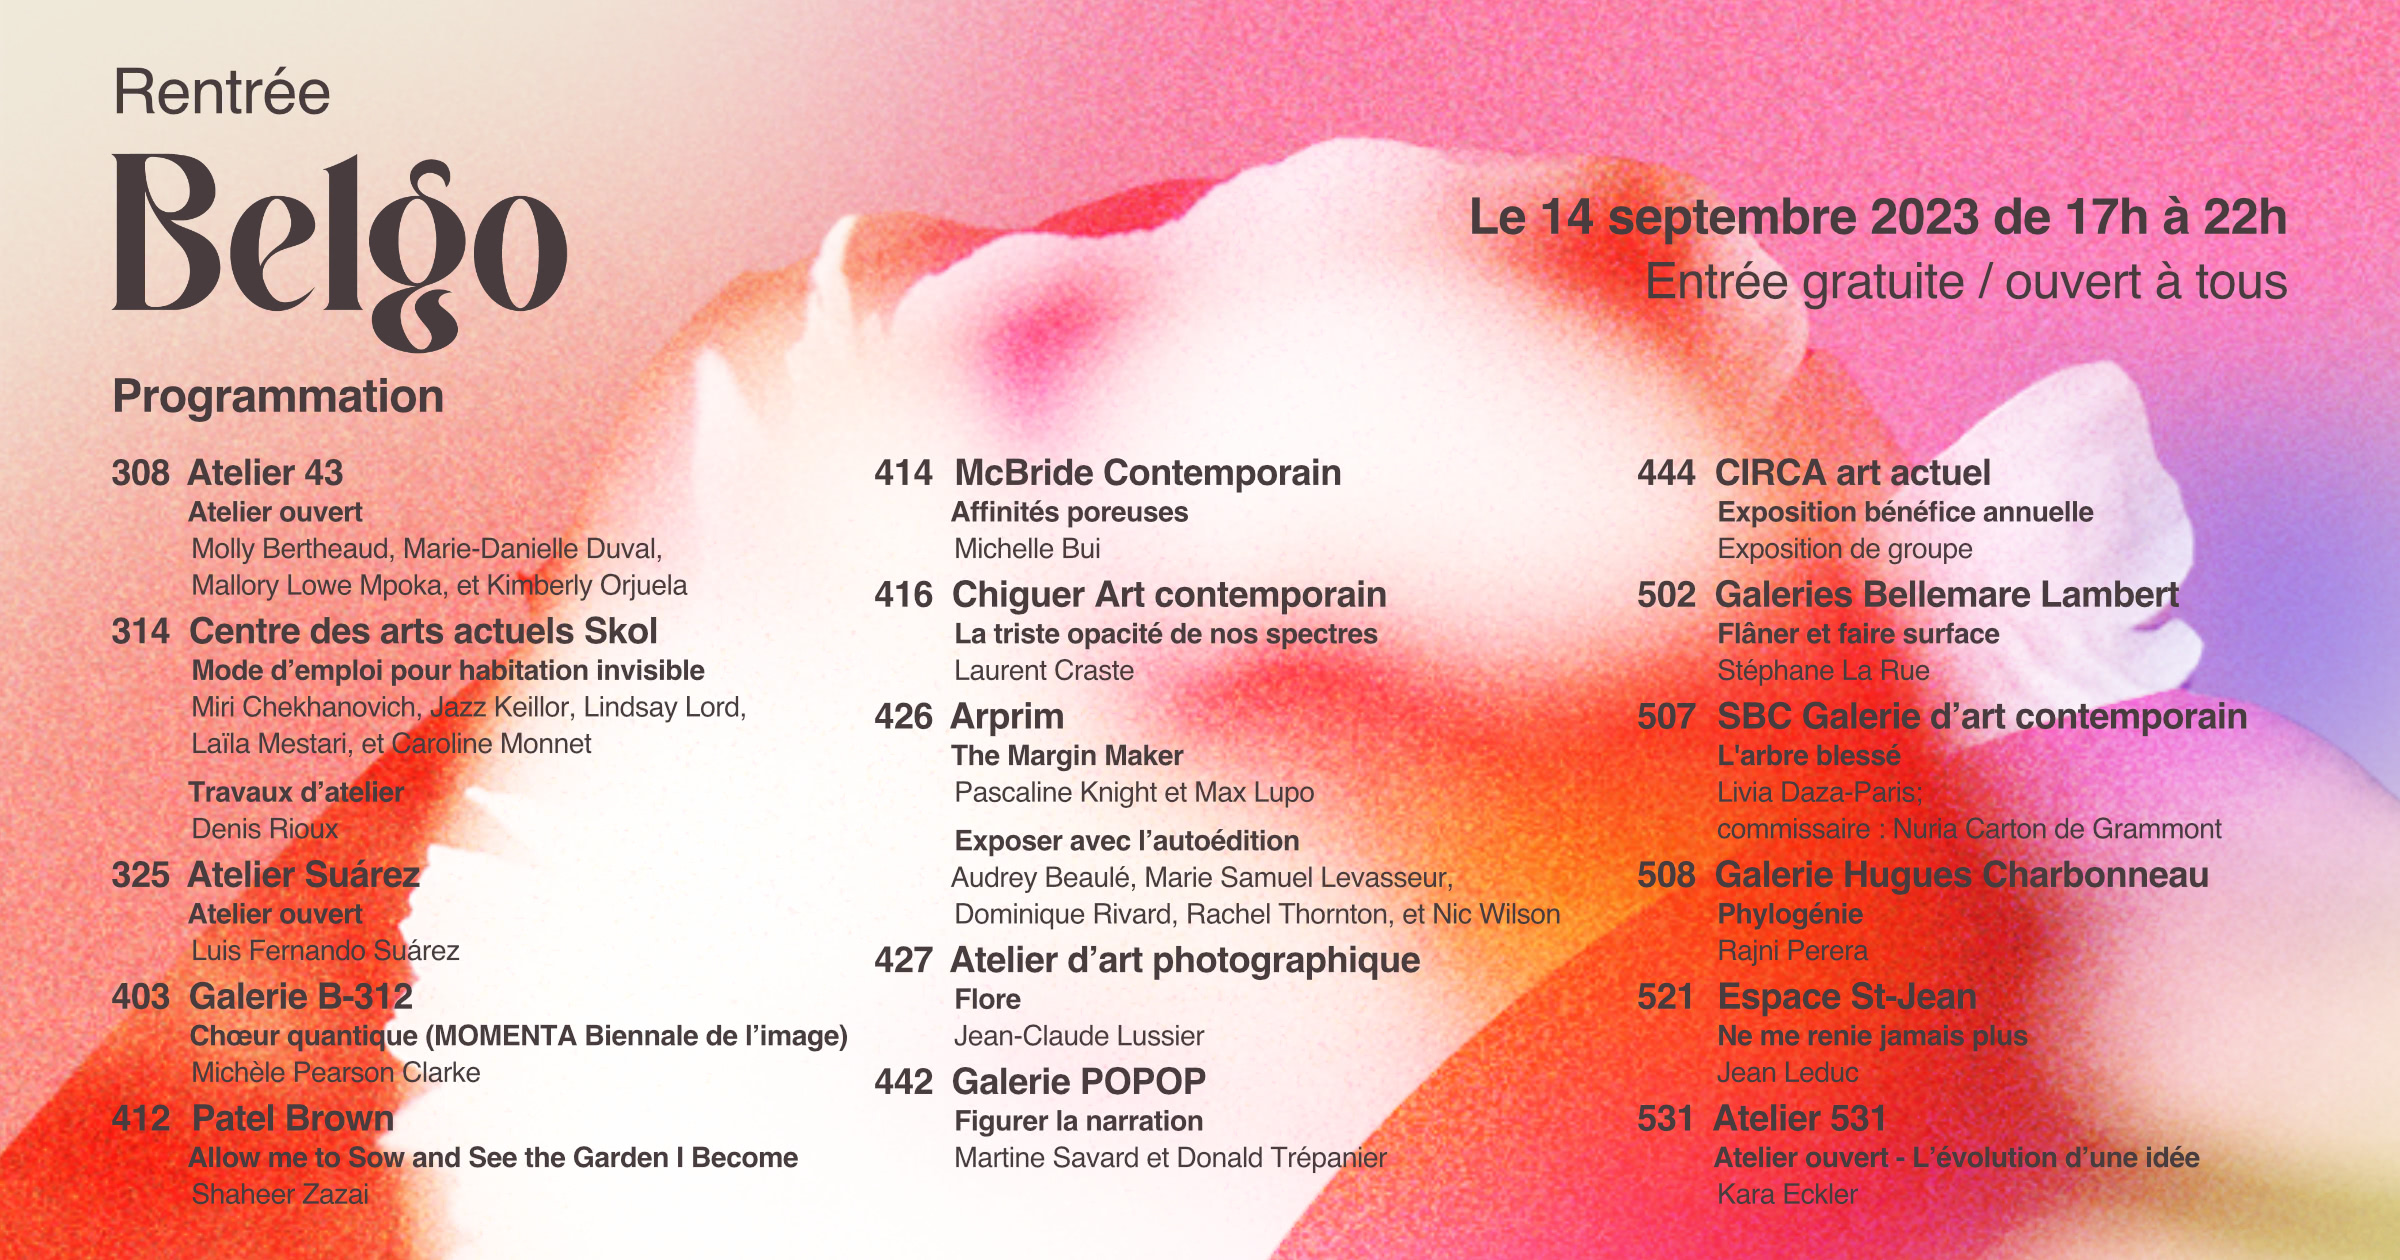 Rentrée
Belgo
Le 14 septembre 2023 de 17h à 22h
Entrée gratuite / ouvert à tous
Programmation
308 Atelier 43
Atelier ouvert
Molly Bertheaud, Marie-Danielle Duval,
Mallory Lowe Mpoka, et Kimberly Orjuela
314 Centre des arts actuels Skol
Mode d’emploi pour habitation invisible
Miri Chekhanovich, Jazz Keillor, Lindsay Lord,
Laïla Mestari, et Caroline Monnet
Travaux d’atelier
Denis Rioux
325 Atelier Suárez
Atelier ouvert
Luis Fernando Suárez
403 Galerie B-312
Chœur quantique (MOMENTA Biennale de l’image)
Michèle Pearson Clarke
412 Patel Brown
Allow me to Sow and See the Garden I Become
Shaheer Zazai
414 McBride Contemporain
Affinités poreuses
Michelle Bui
416 Chiguer Art contemporain
La triste opacité de nos spectres
Laurent Craste
426 Arprim
The Margin Maker
Pascaline Knight et Max Lupo
Exposer avec l’autoédition
Audrey Beaulé, Marie Samuel Levasseur,
Dominique Rivard, Rachel Thornton, et Nic Wilson
427 Atelier d’art photographique
Flore
Jean-Claude Lussier
442 Galerie POPOP
Figurer la narration
Martine Savard et Donald Trépanier
444 CIRCA art actuel
Exposition bénéfice annuelle
Exposition de groupe
502 Galeries Bellemare Lambert
Flâner et faire surface
Stéphane La Rue
507 SBC Galerie d’art contemporain
L'arbre blessé
Livia Daza-Paris;
commissaire : Nuria Carton de Grammont
508 Galerie Hugues Charbonneau
Phylogénie
Rajni Perera
521 Espace St-Jean
Ne me renie jamais plus
Jean Leduc
531 Atelier 531
Atelier ouvert - L’évolution d’une idée
Kara Eckler